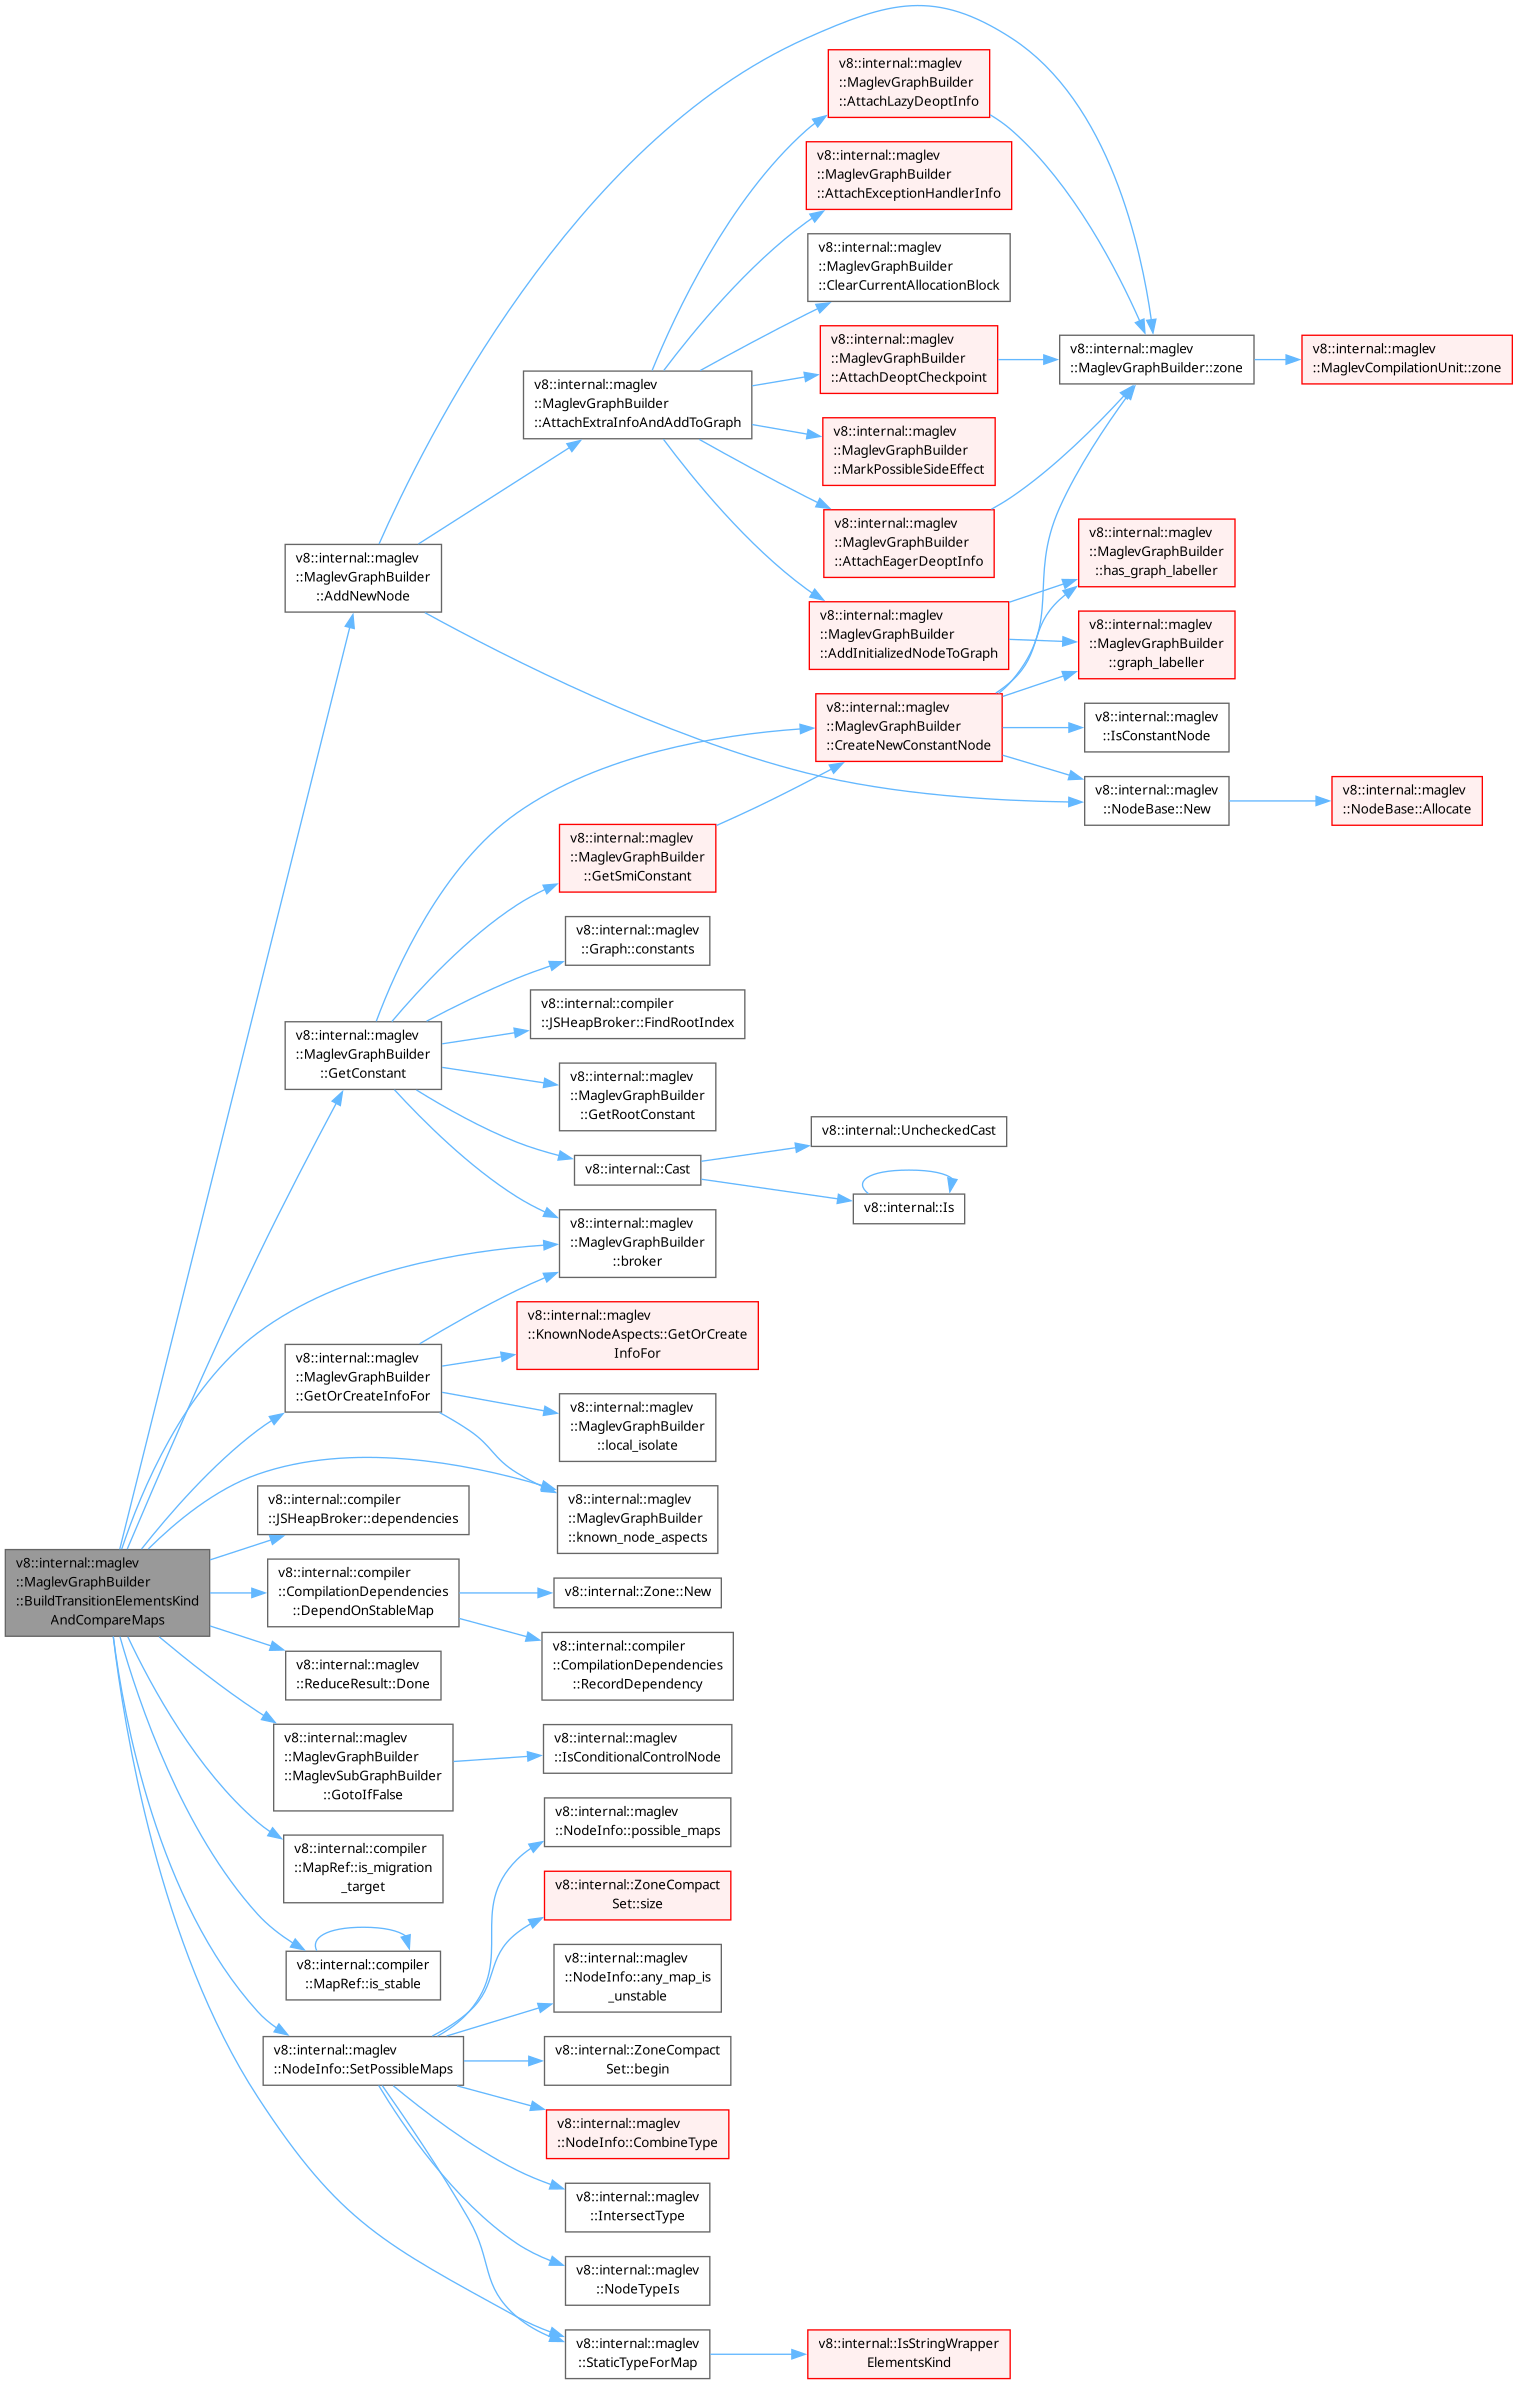 v8::internal::maglev
::MaglevGraphBuilder
::AttachLazyDeoptInfo
v8::internal::maglev
::MaglevGraphBuilder
::AttachExceptionHandlerInfo
v8::internal::maglev
::MaglevGraphBuilder
::ClearCurrentAllocationBlock
v8::internal::maglev
::MaglevGraphBuilder
::AttachDeoptCheckpoint
v8::internal::maglev
::MaglevGraphBuilder::zone
v8::internal::maglev
::MaglevCompilationUnit::zone
v8::internal::maglev
::MaglevGraphBuilder
::AttachExtraInfoAndAddToGraph
v8::internal::maglev
::MaglevGraphBuilder
::MarkPossibleSideEffect
v8::internal::maglev
::MaglevGraphBuilder
::AttachEagerDeoptInfo
v8::internal::maglev
::MaglevGraphBuilder
::has_graph_labeller
v8::internal::maglev
::MaglevGraphBuilder
::AddNewNode
v8::internal::maglev
::MaglevGraphBuilder
::AddInitializedNodeToGraph
v8::internal::maglev
::MaglevGraphBuilder
::graph_labeller
v8::internal::maglev
::MaglevGraphBuilder
::CreateNewConstantNode
v8::internal::maglev
::IsConstantNode
v8::internal::maglev
::NodeBase::New
v8::internal::maglev
::NodeBase::Allocate
v8::internal::maglev
::MaglevGraphBuilder
::GetSmiConstant
v8::internal::maglev
::Graph::constants
v8::internal::compiler
::JSHeapBroker::FindRootIndex
v8::internal::maglev
::MaglevGraphBuilder
::GetConstant
v8::internal::maglev
::MaglevGraphBuilder
::GetRootConstant
v8::internal::UncheckedCast
v8::internal::Cast
v8::internal::Is
v8::internal::maglev
::MaglevGraphBuilder
::broker
v8::internal::maglev
::KnownNodeAspects::GetOrCreate
InfoFor
v8::internal::maglev
::MaglevGraphBuilder
::GetOrCreateInfoFor
v8::internal::maglev
::MaglevGraphBuilder
::local_isolate
v8::internal::compiler
::JSHeapBroker::dependencies
v8::internal::maglev
::MaglevGraphBuilder
::known_node_aspects
v8::internal::maglev
::MaglevGraphBuilder
::BuildTransitionElementsKind
AndCompareMaps
v8::internal::compiler
::CompilationDependencies
::DependOnStableMap
v8::internal::Zone::New
v8::internal::compiler
::CompilationDependencies
::RecordDependency
v8::internal::maglev
::ReduceResult::Done
v8::internal::maglev
::MaglevGraphBuilder
::MaglevSubGraphBuilder
::GotoIfFalse
v8::internal::maglev
::IsConditionalControlNode
v8::internal::compiler
::MapRef::is_migration
_target
v8::internal::maglev
::NodeInfo::possible_maps
v8::internal::ZoneCompact
Set::size
v8::internal::compiler
::MapRef::is_stable
v8::internal::maglev
::NodeInfo::any_map_is
_unstable
v8::internal::maglev
::NodeInfo::SetPossibleMaps
v8::internal::ZoneCompact
Set::begin
v8::internal::maglev
::NodeInfo::CombineType
v8::internal::maglev
::IntersectType
v8::internal::maglev
::NodeTypeIs
v8::internal::maglev
::StaticTypeForMap
v8::internal::IsStringWrapper
ElementsKind